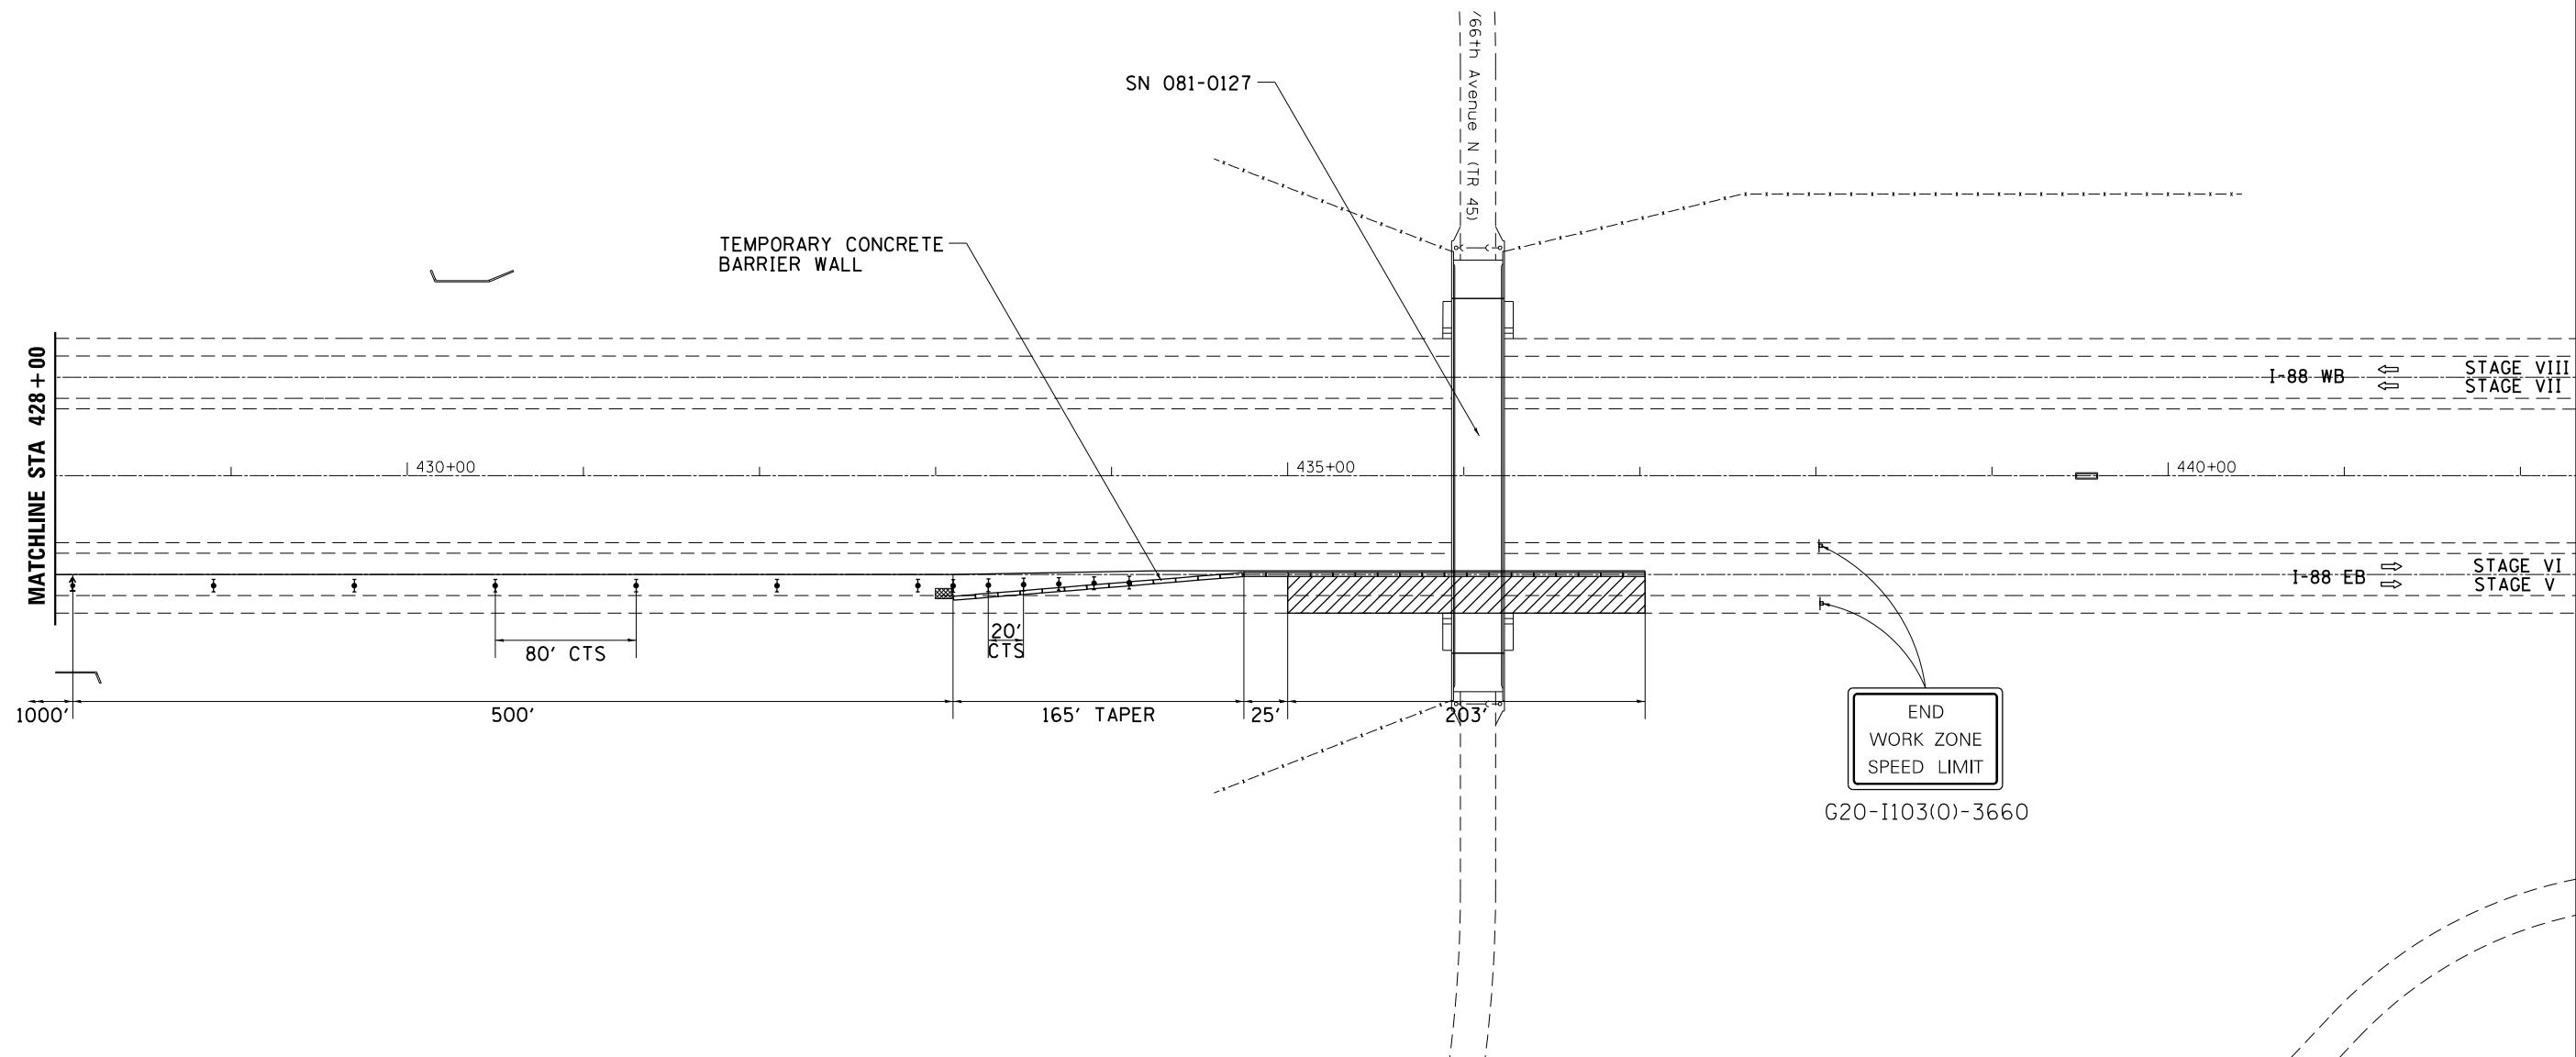 /66th Avenue N (TR 45)
SN 081-0127
TEMPORARY CONCRETE
BARRIER WALL
MATCHLINE STA 428+00
I-88 WB
STAGE VIII
STAGE VII
430+00
435+00
440+00
I-88 EB
STAGE VI
STAGE V
20'
CTS
80' CTS
1000'
500'
165' TAPER
25'
203'
END
WORK ZONE
SPEED LIMIT
G20-I103(0)-3660